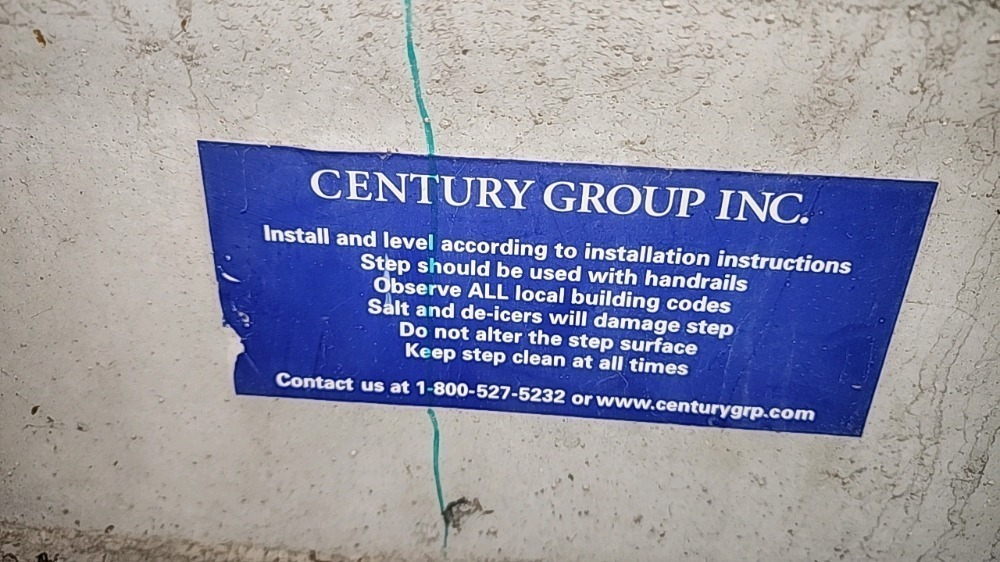 CENTURY GROUP INC.
Install and level according to installation instructions
Step should be used with handrails
Observe ALL local building codes
Salt and de-icers will damage step
Do not alter the step surface
Keep step clean at all times
Contact us at 1-800-527-5232 or www.centurygrp.com